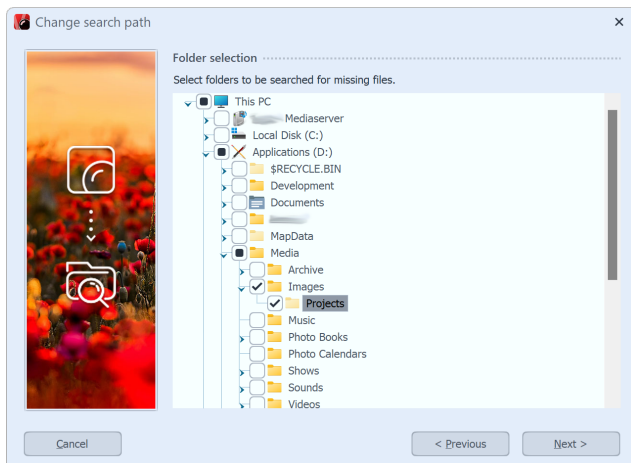 Change search path
Folder selection
Select folders to be searched for missing files.
This PC
Mediaserver
Local Disk (C:)
Applications (D:)
$RECYCLE.BIN
Development
Documents
MapData
Media
Archive
Images
Projects
Music
Photo Books
Photo Calendars
Shows
Sounds
Videos
Cancel
< Previous
Next >